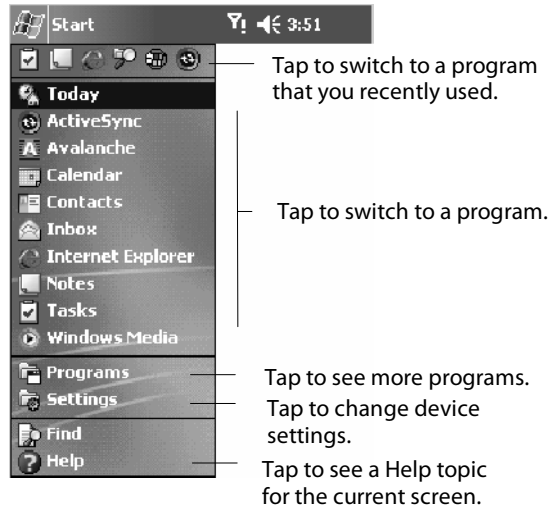 Start 3:51
Tap to switch to a program
that you recently used.
Today
ActiveSync
Avalanche
Calendar
Contacts
Tap to switch to a program.
Inbox
Internet Explorer
Notes
Tasks
Windows Media
Programs
Tap to see more programs.
Settings
Tap to change device
settings.
Find
Help
Tap to see a Help topic
for the current screen.